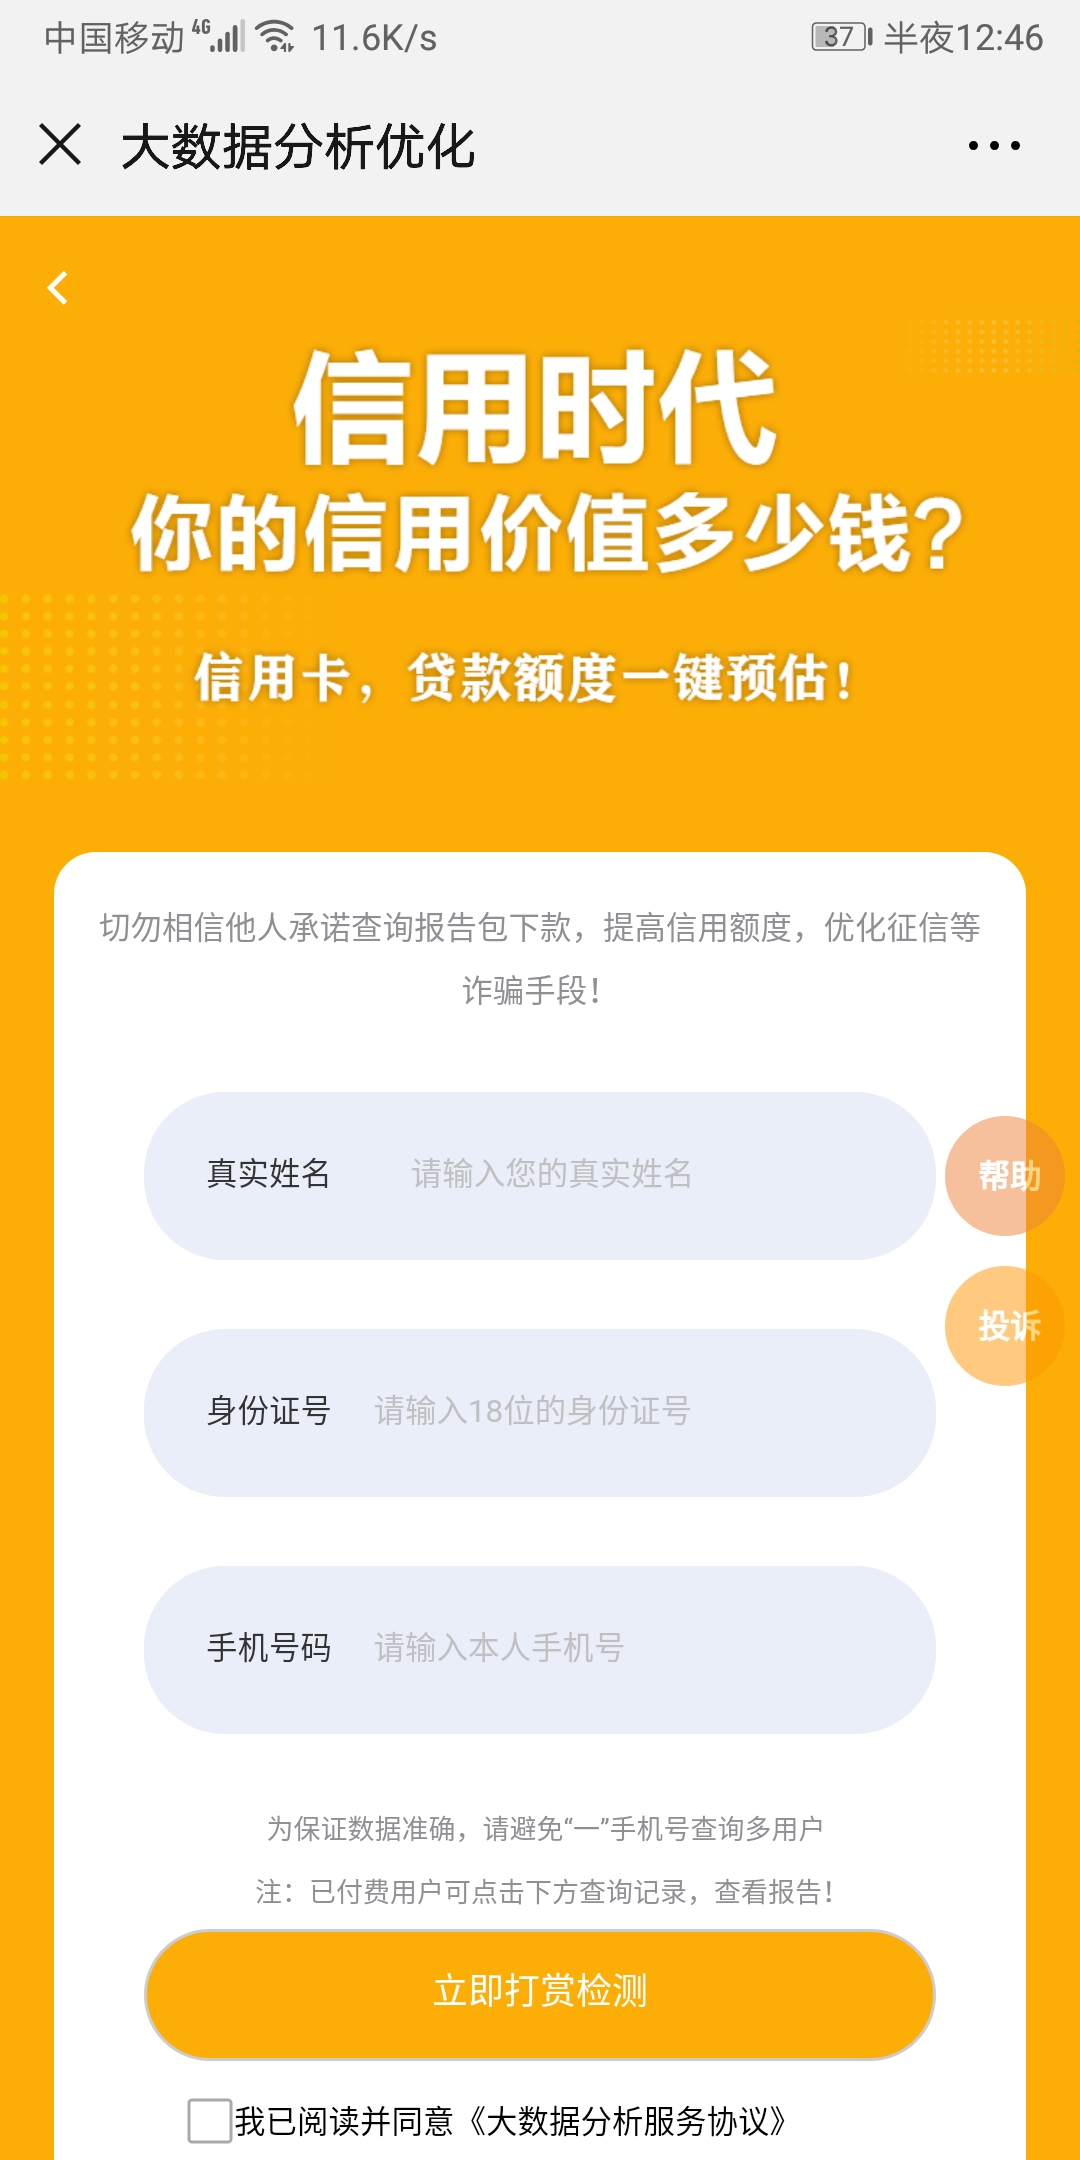 中国移动 4G 11.6K/s 37 半夜12:46
大数据分析优化
信用时代
你的信用价值多少钱?
信用卡，贷款额度一键预估！
切勿相信他人承诺查询报告包下款，提高信用额度，优化征信等
诈骗手段！
真实姓名 请输入您的真实姓名
帮助
投诉
身份证号 请输入18位的身份证号
手机号码 请输入本人手机号
为保证数据准确，请避免“一”手机号查询多用户
注：已付费用户可点击下方查询记录，查看报告！
立即打赏检测
我已阅读并同意《大数据分析服务协议》